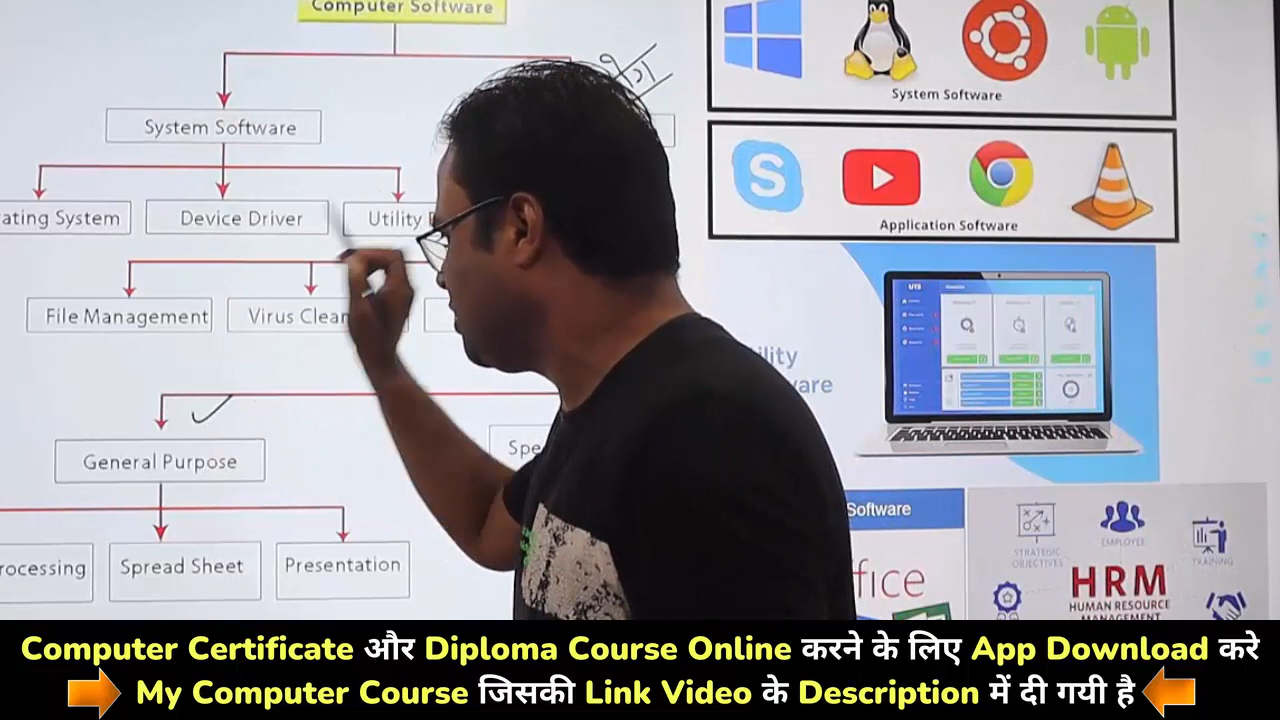 Computer Software
System Software
ating System
Device Driver
Utility
File Management
Virus Clean
General Purpose
Spe
rocessing
Spread Sheet
Presentation
System Software
Application Software
ility
ware
Software
fice
STRATEGIC
OBJECTIVES
EMPLOYEE
TRAINING
HRM
HUMAN RESOURCE
MANAGEMENT
Computer Certificate और Diploma Course Online करने के लिए App Download करे
My Computer Course जिसकी Link Video के Description में दी गयी है